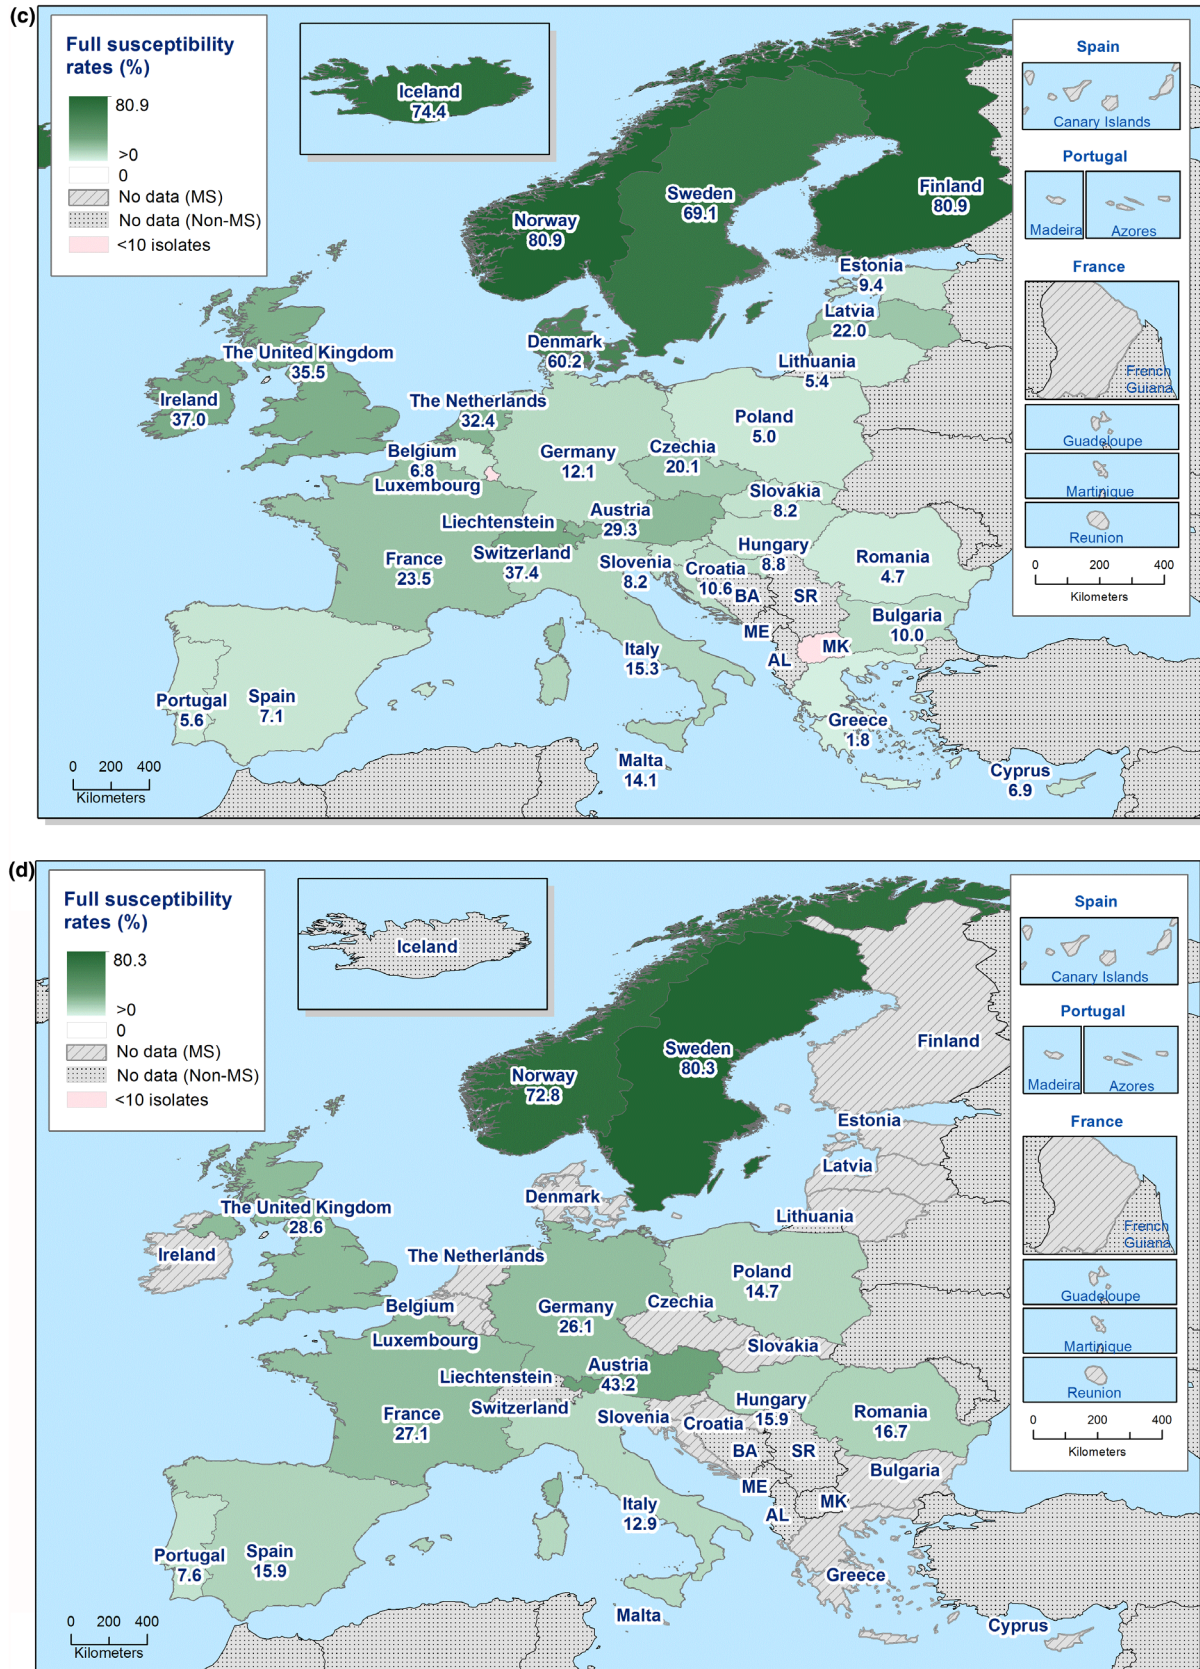 (c)
Full susceptibility
rates (%)
80.9
>0
0
No data (MS)
No data (Non-MS)
<10 isolates
Iceland
74.4
Norway
80.9
Sweden
69.1
Finland
80.9
Estonia
9.4
Latvia
22.0
Lithuania
5.4
Denmark
60.2
The United Kingdom
35.5
Ireland
37.0
The Netherlands
32.4
Belgium
6.8
Luxembourg
Germany
12.1
Poland
5.0
Czechia
20.1
Slovakia
8.2
Austria
29.3
Liechtenstein
Switzerland
37.4
France
23.5
Slovenia
8.2
Croatia
10.6
Hungary
8.8
Romania
4.7
BA
SR
Bulgaria
10.0
ME
MK
AL
Italy
15.3
Portugal
5.6
Spain
7.1
Greece
1.8
Malta
14.1
Cyprus
6.9
0 200 400
Kilometers
Spain
Canary Islands
Portugal
Madeira
Azores
France
French
Guiana
Guadeloupe
Martinique
Reunion
0 200 400
Kilometers
(d)
Full susceptibility
rates (%)
80.3
>0
0
No data (MS)
No data (Non-MS)
<10 isolates
Iceland
Norway
72.8
Sweden
80.3
Finland
Estonia
Latvia
Lithuania
Denmark
The United Kingdom
28.6
Ireland
The Netherlands
Belgium
Luxembourg
Germany
26.1
Poland
14.7
Czechia
Slovakia
Austria
43.2
Liechtenstein
Switzerland
France
27.1
Slovenia
Croatia
Hungary
15.9
Romania
16.7
BA
SR
Bulgaria
ME
MK
AL
Italy
12.9
Portugal
7.6
Spain
15.9
Greece
Malta
Cyprus
0 200 400
Kilometers
Spain
Canary Islands
Portugal
Madeira
Azores
France
French
Guiana
Guadeloupe
Martinique
Reunion
0 200 400
Kilometers